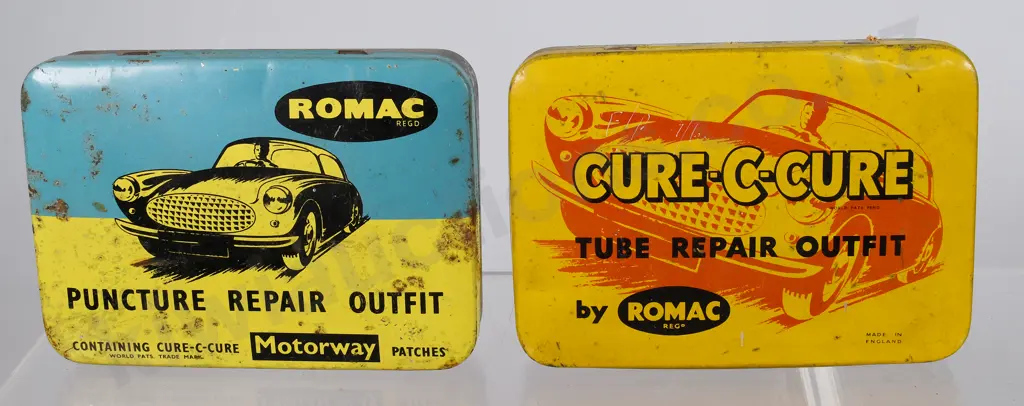 ROMAC
REGD
PUNCTURE REPAIR OUTFIT
CONTAINING CURE-C-CURE Motorway PATCHES
WORLD PATS. TRADE MARK.
CURE-C-CURE
TUBE REPAIR OUTFIT
by ROMAC
REGD
MADE IN
ENGLAND